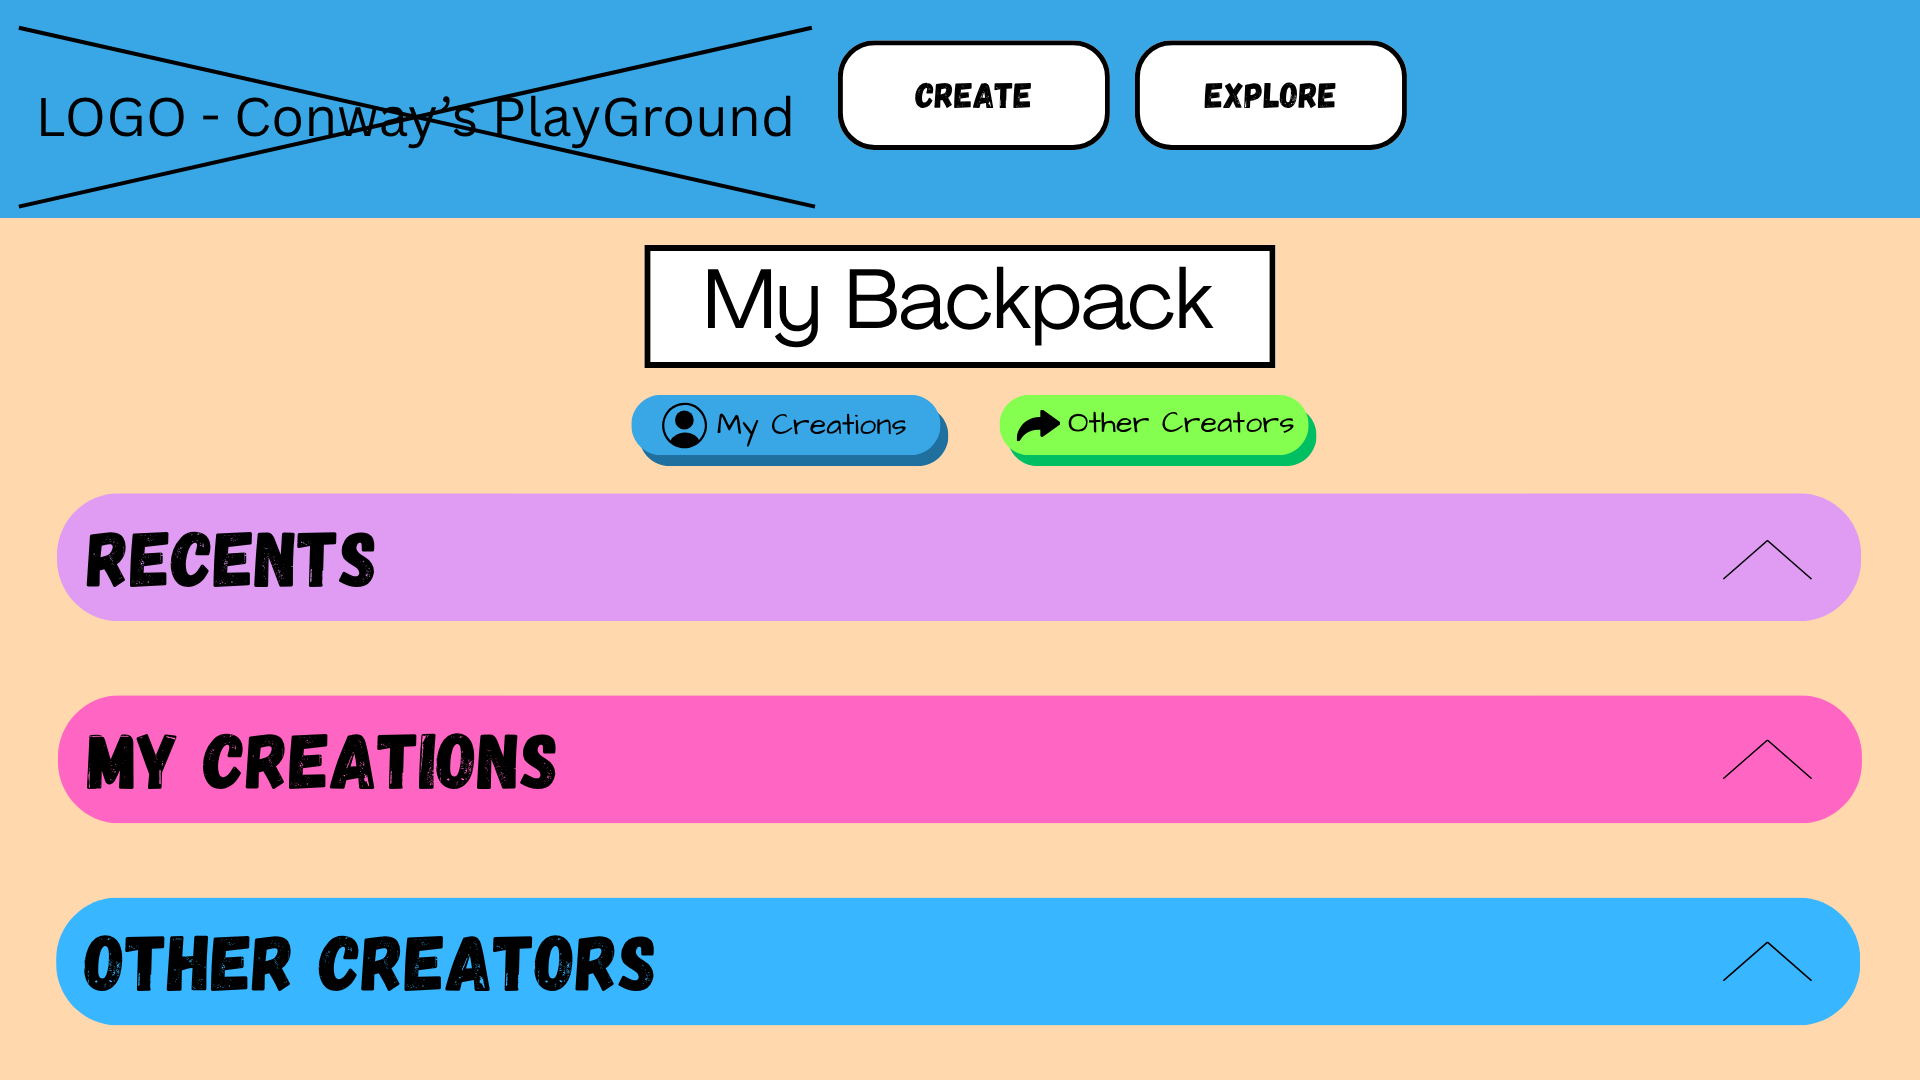 LOGO - Conway's PlayGround
CREATE
EXPLORE
My Backpack
My Creations
Other Creators
RECENTS
MY CREATIONS
OTHER CREATORS